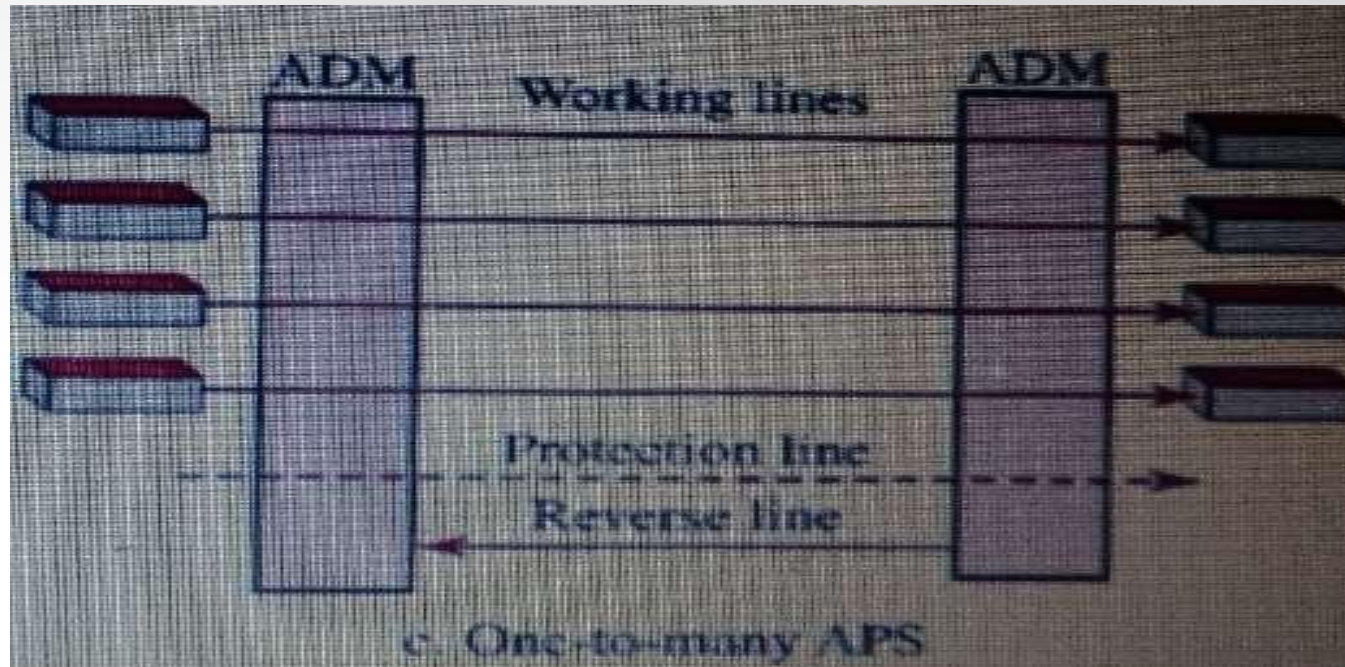 ADM
ADM
Working lines
Protection line
Reverse line
c. One-to-many APS